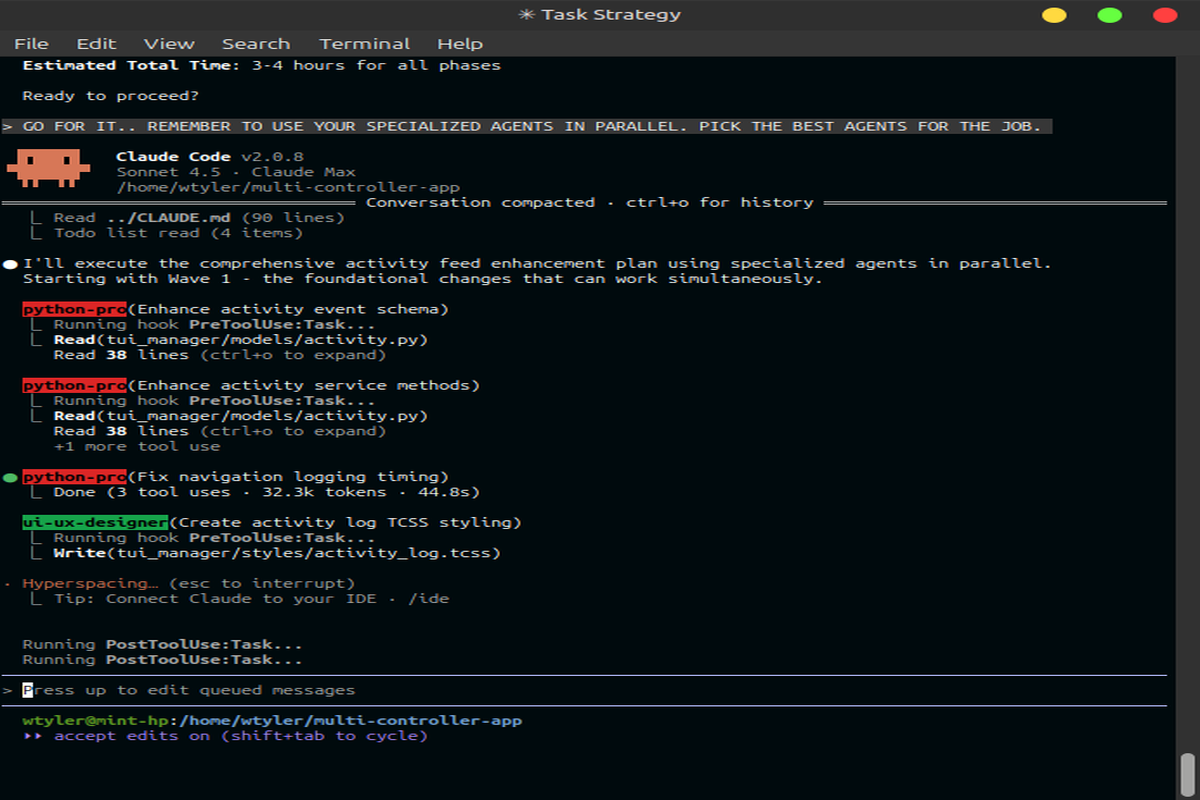 ✳ Task Strategy
File Edit View Search Terminal Help
Estimated Total Time: 3-4 hours for all phases
Ready to proceed?
> GO FOR IT.. REMEMBER TO USE YOUR SPECIALIZED AGENTS IN PARALLEL. PICK THE BEST AGENTS FOR THE JOB.
Claude Code v2.0.8
Sonnet 4.5 · Claude Max
/home/wtyler/multi-controller-app
Conversation compacted · ctrl+o for history
⎿ Read ../CLAUDE.md (90 lines)
⎿ Todo list read (4 items)
● I'll execute the comprehensive activity feed enhancement plan using specialized agents in parallel.
Starting with Wave 1 - the foundational changes that can work simultaneously.
python-pro(Enhance activity event schema)
⎿ Running hook PreToolUse:Task...
⎿ Read(tui_manager/models/activity.py)
Read 38 lines (ctrl+o to expand)
python-pro(Enhance activity service methods)
⎿ Running hook PreToolUse:Task...
⎿ Read(tui_manager/models/activity.py)
Read 38 lines (ctrl+o to expand)
+1 more tool use
● python-pro(Fix navigation logging timing)
⎿ Done (3 tool uses · 32.3k tokens · 44.8s)
ui-ux-designer(Create activity log TCSS styling)
⎿ Running hook PreToolUse:Task...
⎿ Write(tui_manager/styles/activity_log.tcss)
· Hyperspacing… (esc to interrupt)
⎿ Tip: Connect Claude to your IDE · /ide
Running PostToolUse:Task...
Running PostToolUse:Task...
> Press up to edit queued messages
wtyler@mint-hp:/home/wtyler/multi-controller-app
⏵⏵ accept edits on (shift+tab to cycle)